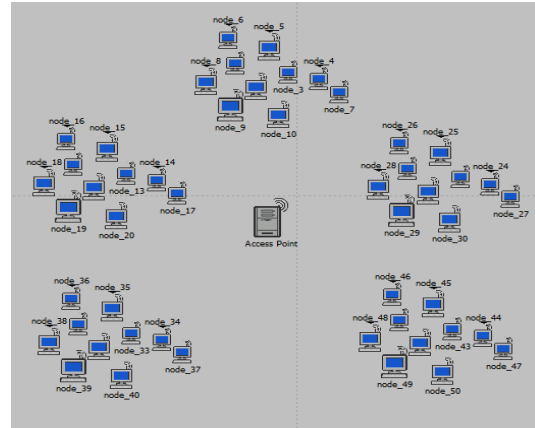 node_6
node_5
node_8
node_4
node_3
node_7
node_9
node_10
node_16
node_15
node_18
node_14
node_13
node_17
node_19
node_20
node_26
node_25
node_28
node_24
node_27
node_29
node_30
Access Point
node_36
node_35
node_38
node_34
node_33
node_37
node_39
node_40
node_46
node_45
node_48
node_44
node_43
node_47
node_49
node_50